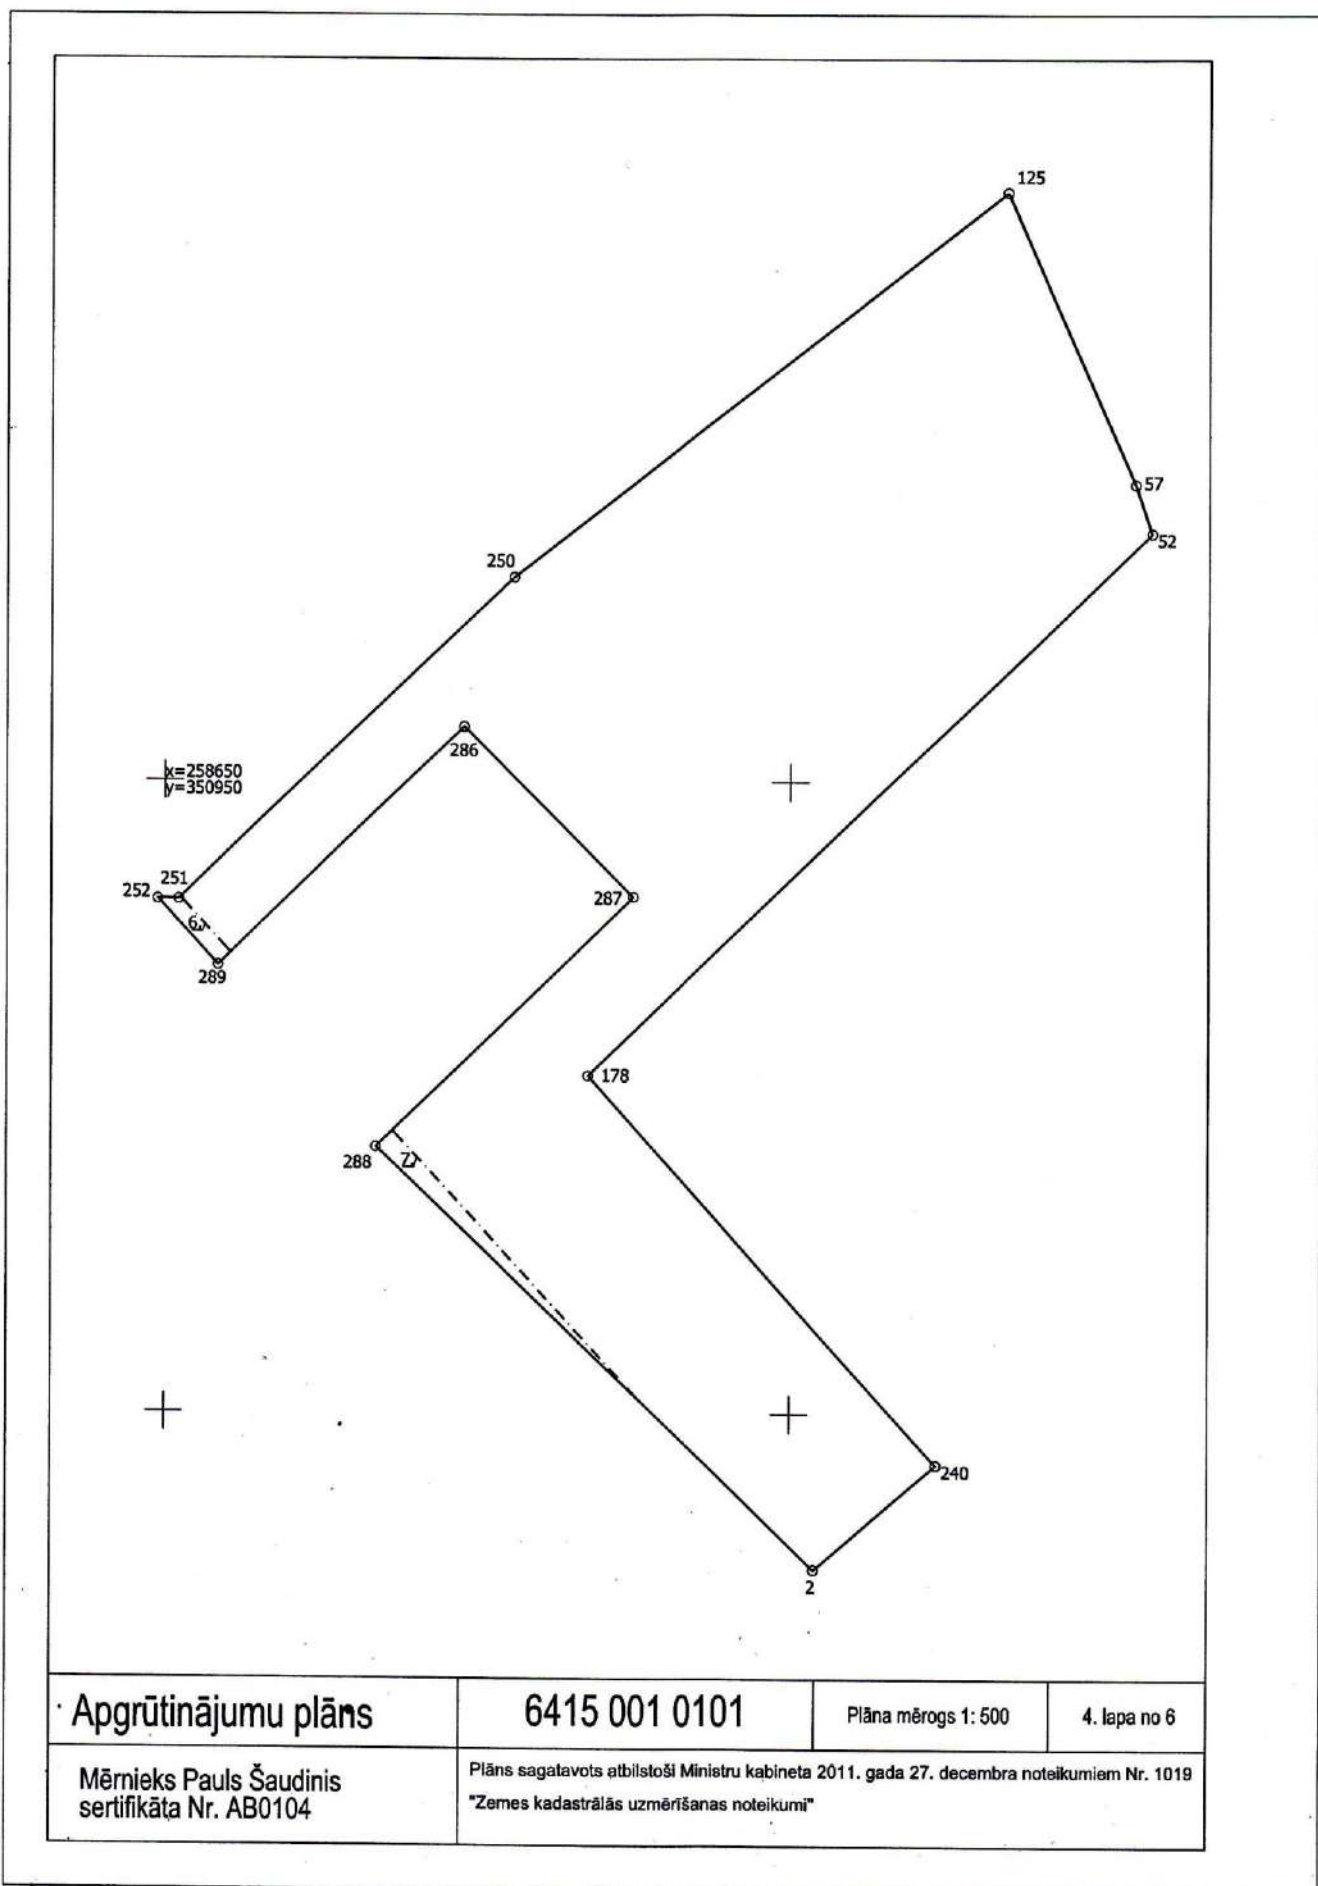 125
57
52
250
286
x=258650
y=350950
251
252
287
6)
289
178
288
7)
240
2
Apgrūtinājumu plāns
6415 001 0101
Plāna mērogs 1: 500
4. lapa no 6
Mērnieks Pauls Šaudinis
sertifikāta Nr. AB0104
Plāns sagatavots atbilstoši Ministru kabineta 2011. gada 27. decembra noteikumiem Nr. 1019
"Zemes kadastrālās uzmērīšanas noteikumi"